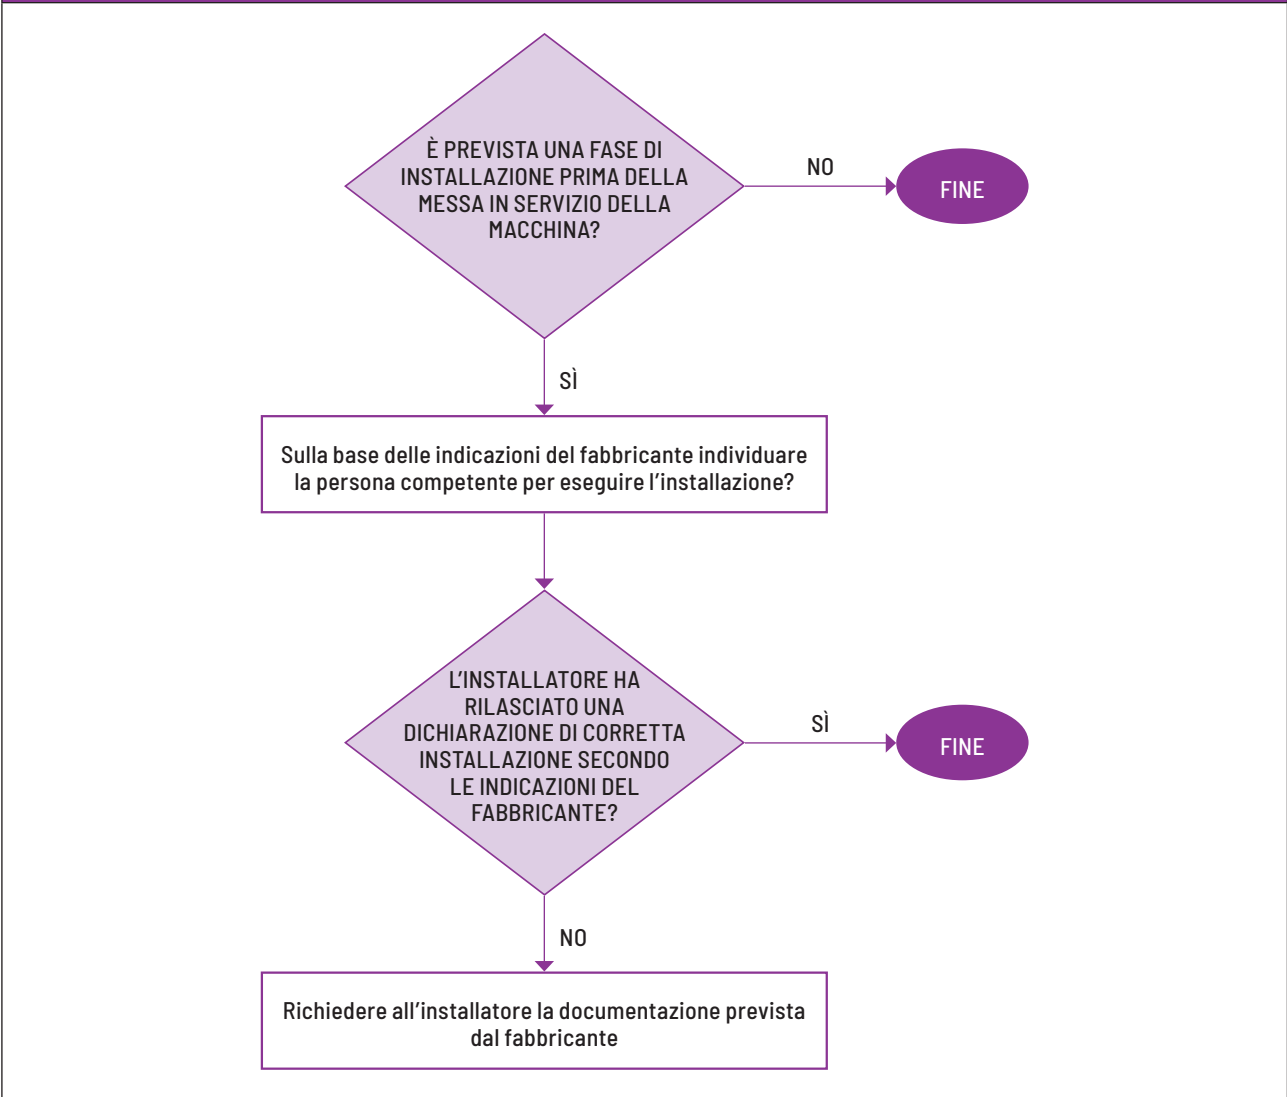 È PREVISTA UNA FASE DI
INSTALLAZIONE PRIMA DELLA
MESSA IN SERVIZIO DELLA
MACCHINA?
NO
FINE
SÌ
Sulla base delle indicazioni del fabbricante individuare
la persona competente per eseguire l'installazione?
L'INSTALLATORE HA
RILASCIATO UNA
DICHIARAZIONE DI CORRETTA
INSTALLAZIONE SECONDO
LE INDICAZIONI DEL
FABBRICANTE?
SÌ
FINE
NO
Richiedere all'installatore la documentazione prevista
dal fabbricante